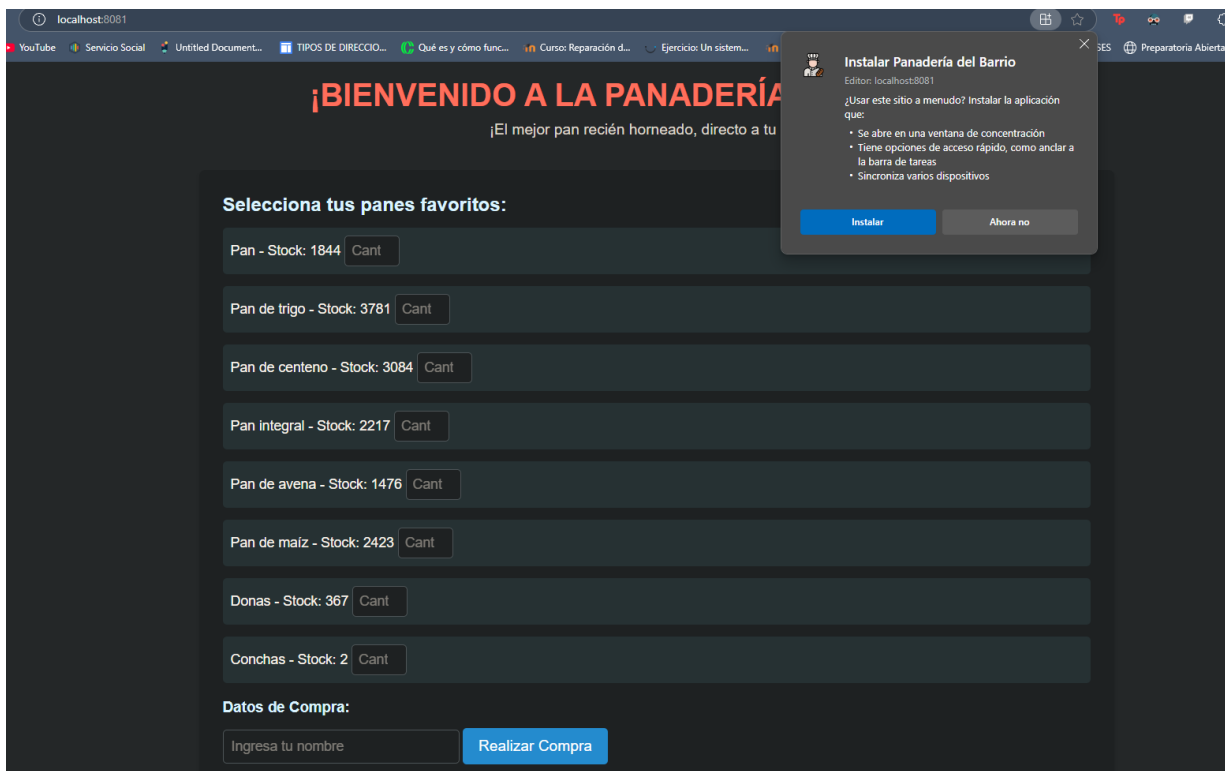 localhost:8081
YouTube Servicio Social Untitled Document... TIPOS DE DIRECCIO... Qué es y cómo func... Curso: Reparación d... Ejercicio: Un sistem... SES Preparatoria Abierta
Instalar Panadería del Barrio
Editor: localhost:8081
¿Usar este sitio a menudo? Instalar la aplicación
que:
• Se abre en una ventana de concentración
• Tiene opciones de acceso rápido, como anclar a
la barra de tareas
• Sincroniza varios dispositivos
Instalar Ahora no
¡BIENVENIDO A LA PANADERÍA
¡El mejor pan recién horneado, directo a tu
Selecciona tus panes favoritos:
Pan - Stock: 1844 Cant
Pan de trigo - Stock: 3781 Cant
Pan de centeno - Stock: 3084 Cant
Pan integral - Stock: 2217 Cant
Pan de avena - Stock: 1476 Cant
Pan de maíz - Stock: 2423 Cant
Donas - Stock: 367 Cant
Conchas - Stock: 2 Cant
Datos de Compra:
Ingresa tu nombre Realizar Compra